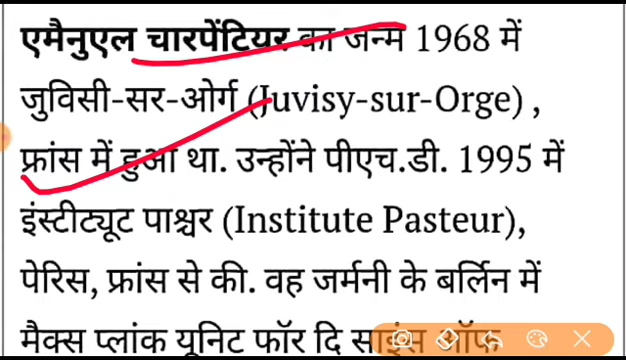 एमैनुएल चारपेंटियर का जन्म 1968 में
जुविसी-सर-ओर्ग (Juvisy-sur-Orge) ,
फ्रांस में हुआ था. उन्होंने पीएच.डी. 1995 में
इंस्टीट्यूट पाश्चर (Institute Pasteur),
पेरिस, फ्रांस से की. वह जर्मनी के बर्लिन में
मैक्स प्लांक यूनिट फॉर दि साइंस ऑफ